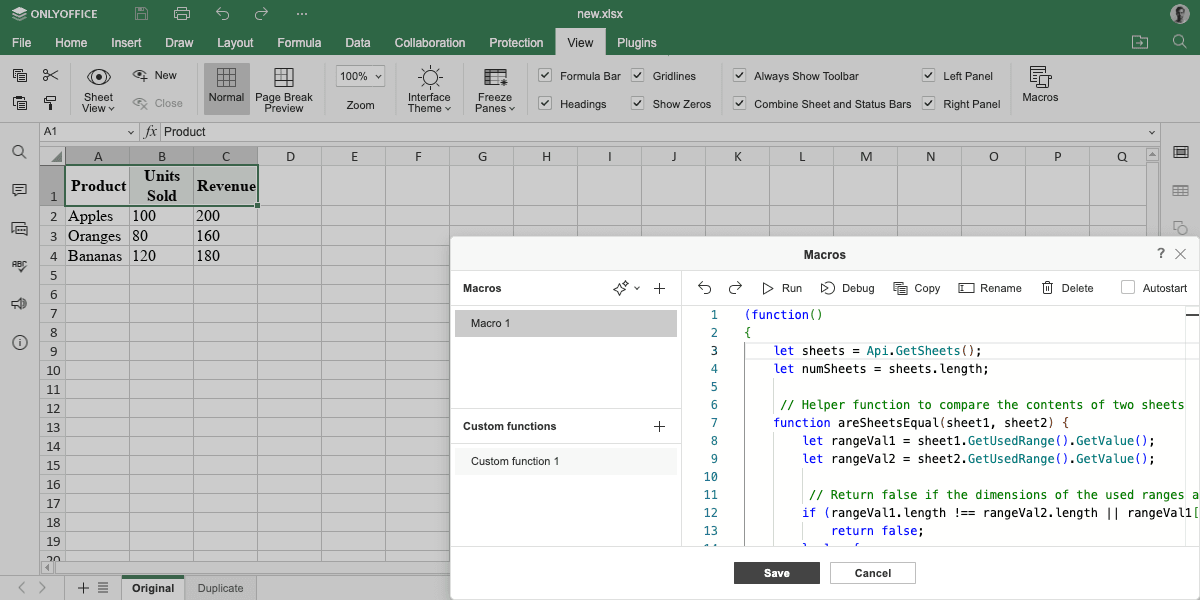 ONLYOFFICE
new.xlsx
File Home Insert Draw Layout Formula Data Collaboration Protection View Plugins
Sheet View
New
Close
Normal
Page Break Preview
100%
Zoom
Interface Theme
Freeze Panes
Formula Bar Gridlines
Headings Show Zeros
Always Show Toolbar Left Panel
Combine Sheet and Status Bars Right Panel
Macros
A1 fx Product
A B C D E F G H I J K L M N O P Q
1 Product Units Sold Revenue
2 Apples 100 200
3 Oranges 80 160
4 Bananas 120 180
5
6
7
8
9
10
11
12
13
14
15
16
17
18
19
20
ABC
Macros
?
Macros
Run Debug Copy Rename Delete Autostart
Macro 1
Custom functions
Custom function 1
1 (function()
2 {
3 let sheets = Api.GetSheets();
4 let numSheets = sheets.length;
5
6 // Helper function to compare the contents of two sheets
7 function areSheetsEqual(sheet1, sheet2) {
8 let rangeVal1 = sheet1.GetUsedRange().GetValue();
9 let rangeVal2 = sheet2.GetUsedRange().GetValue();
10
11 // Return false if the dimensions of the used ranges a
12 if (rangeVal1.length !== rangeVal2.length || rangeVal1[
13 return false;
Save Cancel
Original Duplicate